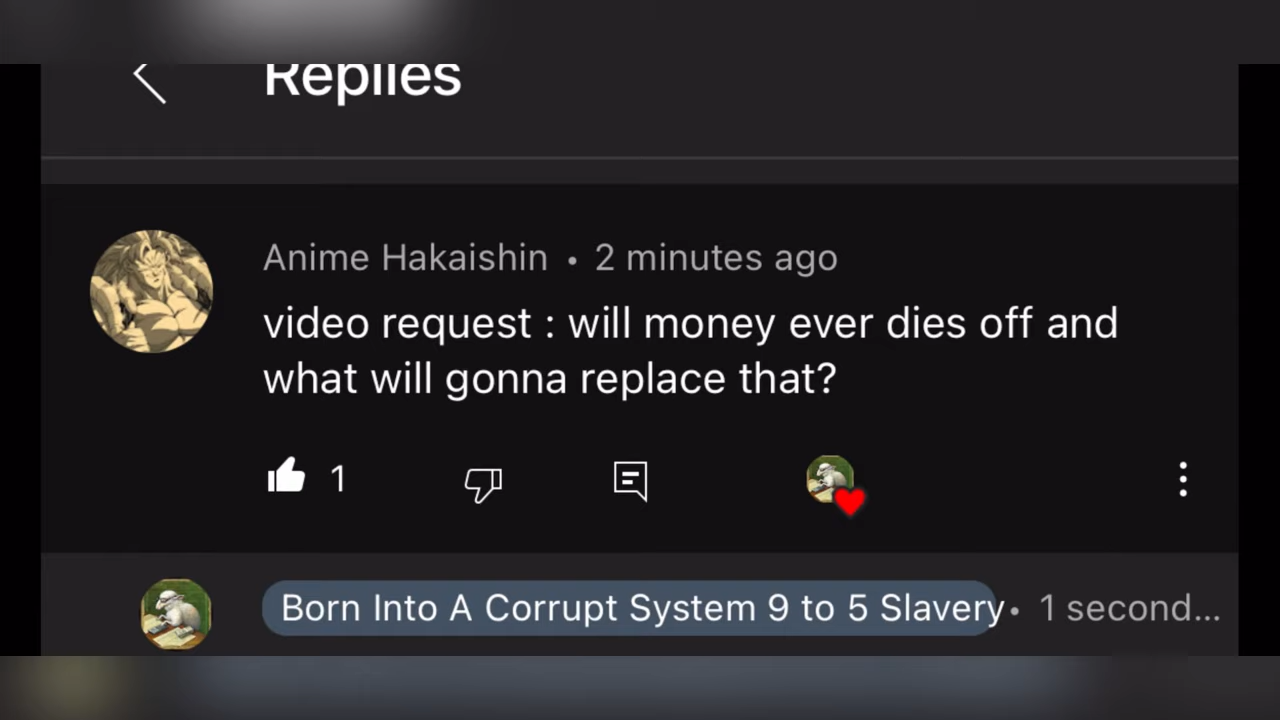 Replies
Anime Hakaishin • 2 minutes ago
video request : will money ever dies off and
what will gonna replace that?
1
Born Into A Corrupt System 9 to 5 Slavery • 1 second...